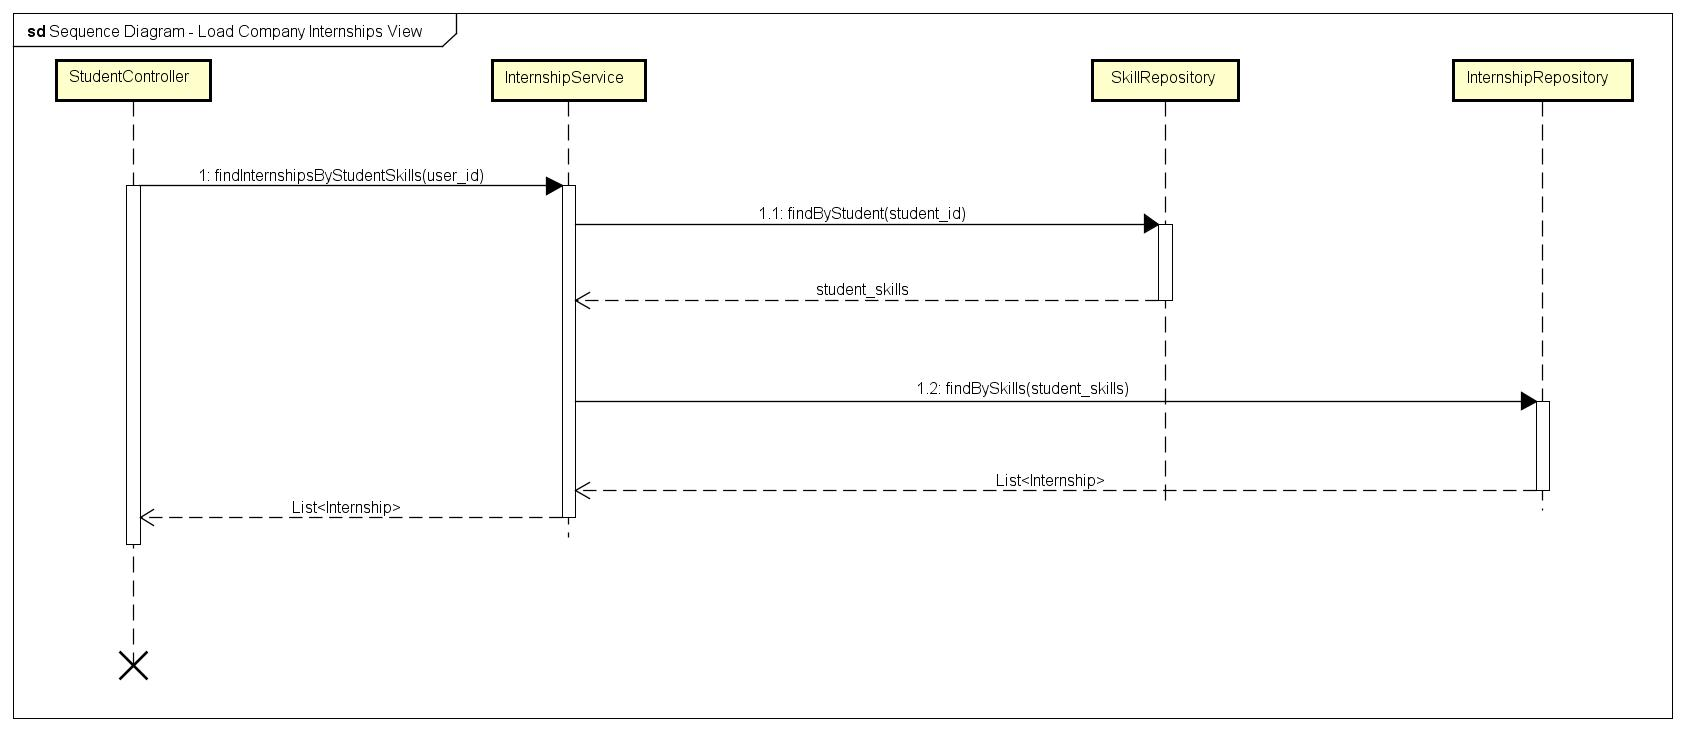 sd Sequence Diagram - Load Company Internships View
StudentController
InternshipService
SkillRepository
InternshipRepository
1: findInternshipsByStudentSkills(user_id)
1.1: findByStudent(student_id)
student_skills
1.2: findBySkills(student_skills)
List<Internship>
List<Internship>